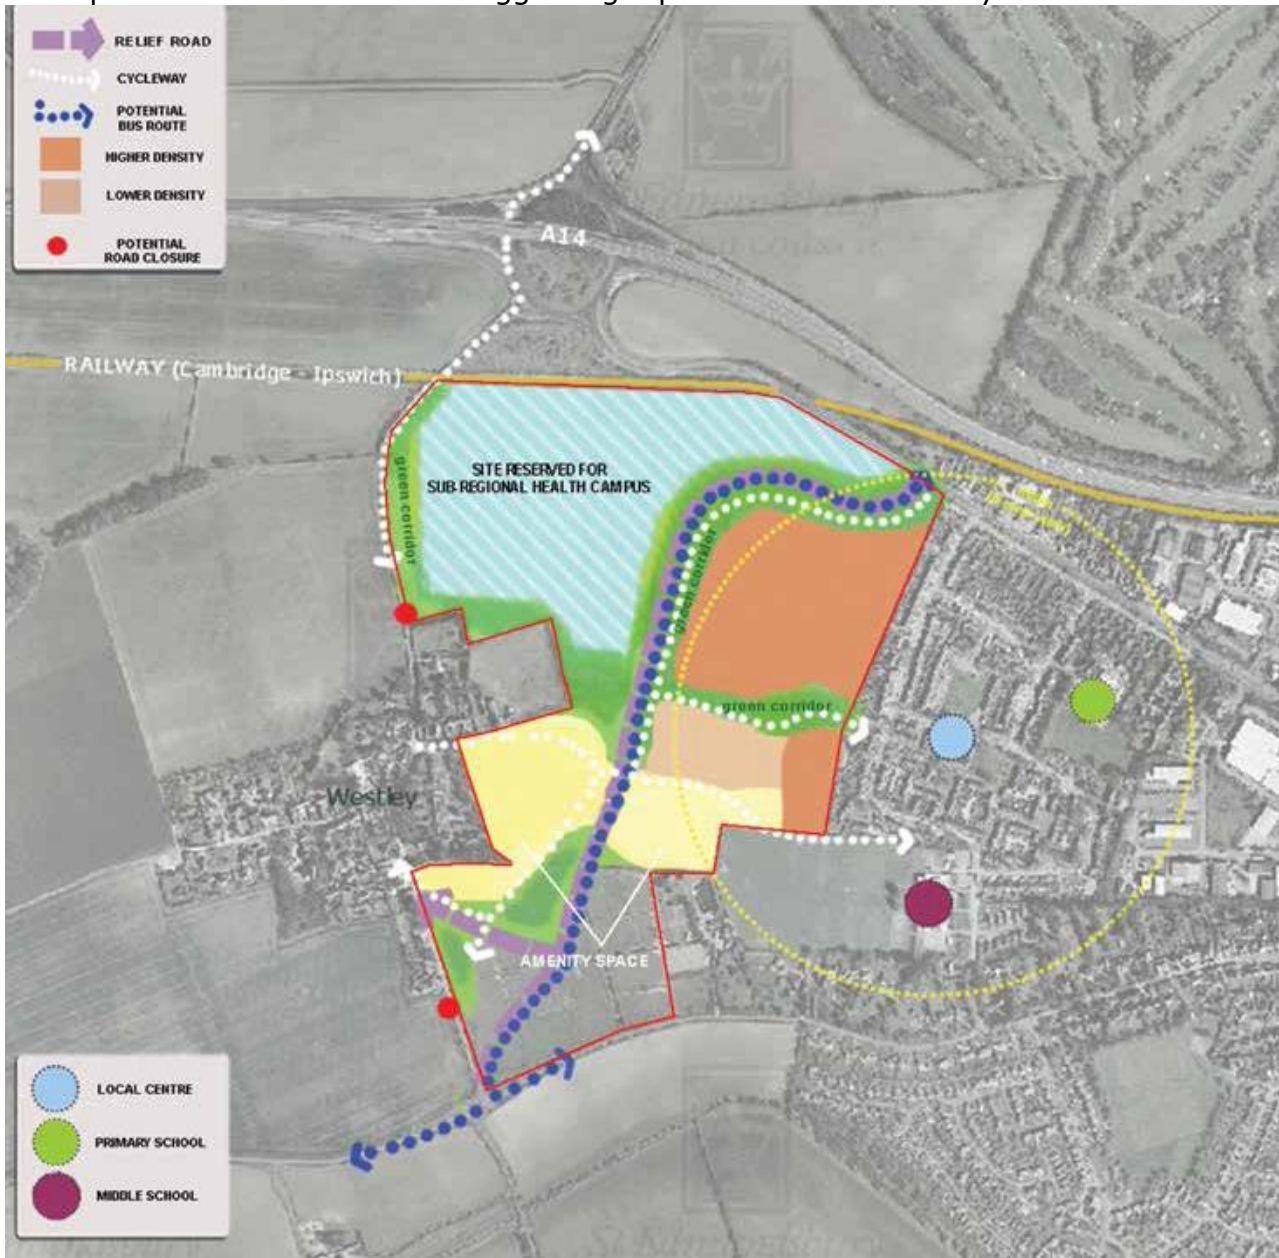 RELIEF ROAD
CYCLEWAY
POTENTIAL
BUS ROUTE
HIGHER DENSITY
LOWER DENSITY
POTENTIAL
ROAD CLOSURE
A14
RAILWAY (Cambridge - Ipswich)
SITE RESERVED FOR
SUB-REGIONAL HEALTH CAMPUS
green corridor
green corridor
green corridor
Westley
AMENITY SPACE
LOCAL CENTRE
PRIMARY SCHOOL
MIDDLE SCHOOL